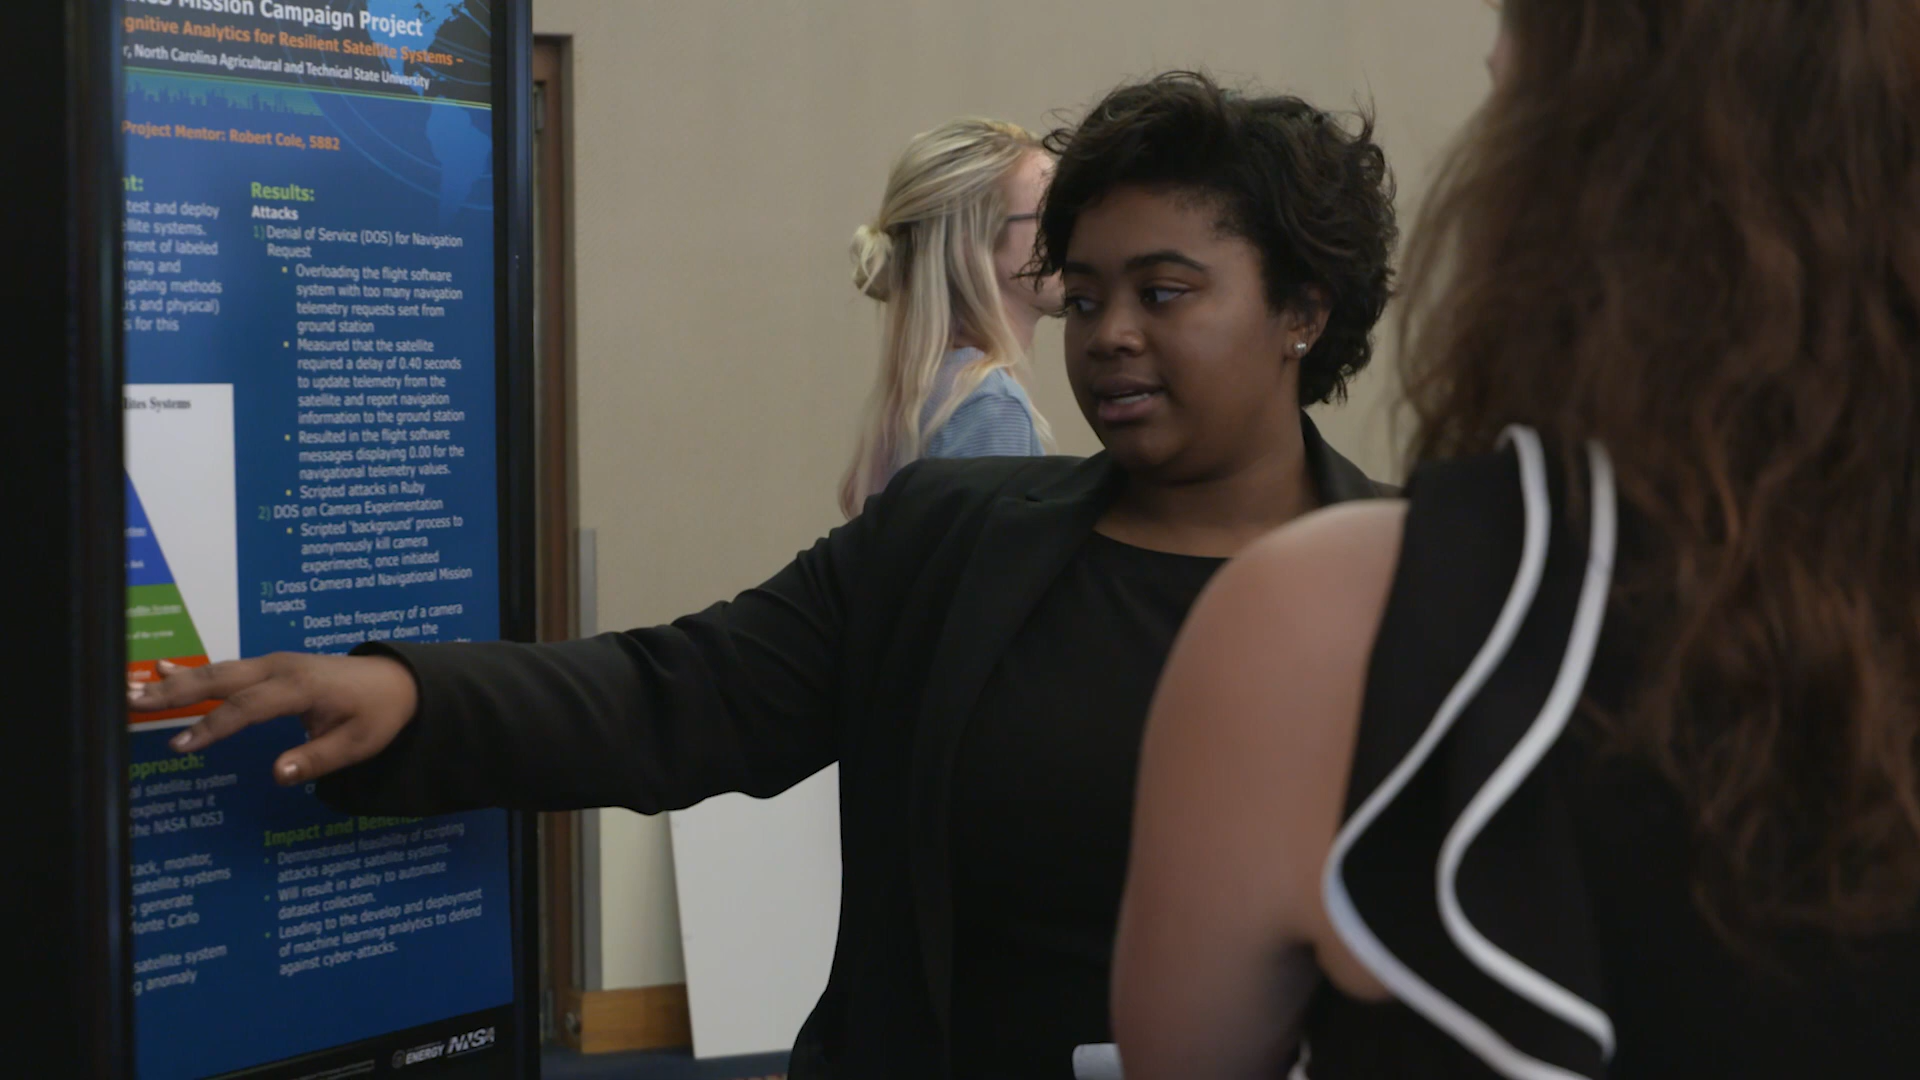 Mission Campaign Project
gnitive Analytics for Resilient Satellite Systems –
r, North Carolina Agricultural and Technical State University
Project Mentor: Robert Cole, 5882
nt:
test and deploy
ellite systems.
ment of labeled
ning and
igating methods
us and physical)
s for this
lites Systems
pproach:
al satellite system
explore how it
the NASA NOS3
tack, monitor,
satellite systems
o generate
Monte Carlo
satellite system
g anomaly
Results:
Attacks
1) Denial of Service (DOS) for Navigation
Request
▪ Overloading the flight software
system with too many navigation
telemetry requests sent from
ground station
▪ Measured that the satellite
required a delay of 0.40 seconds
to update telemetry from the
satellite and report navigation
information to the ground station
▪ Resulted in the flight software
messages displaying 0.00 for the
navigational telemetry values.
▪ Scripted attacks in Ruby
2) DOS on Camera Experimentation
▪ Scripted 'background' process to
anonymously kill camera
experiments, once initiated
3) Cross Camera and Navigational Mission
Impacts
▪ Does the frequency of a camera
experiment slow down the
Impact and Benefits
• Demonstrated feasibility of scripting
attacks against satellite systems.
• Will result in ability to automate
dataset collection.
• Leading to the develop and deployment
of machine learning analytics to defend
against cyber-attacks.
ENERGY NNSA